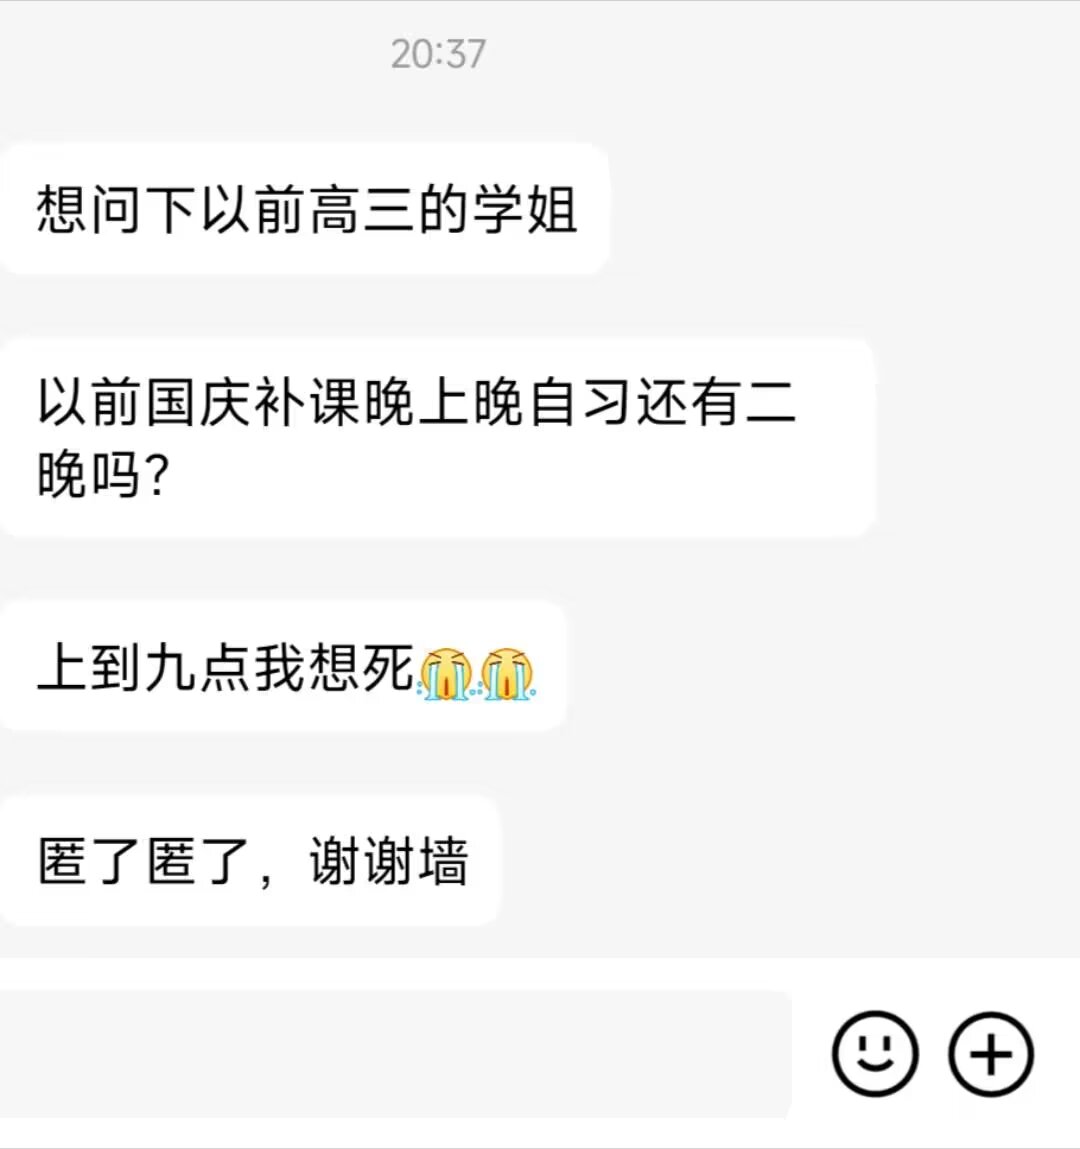 20:37
想问下以前高三的学姐
以前国庆补课晚上晚自习还有二
晚吗？
上到九点我想死😭😭
匿了匿了，谢谢墙